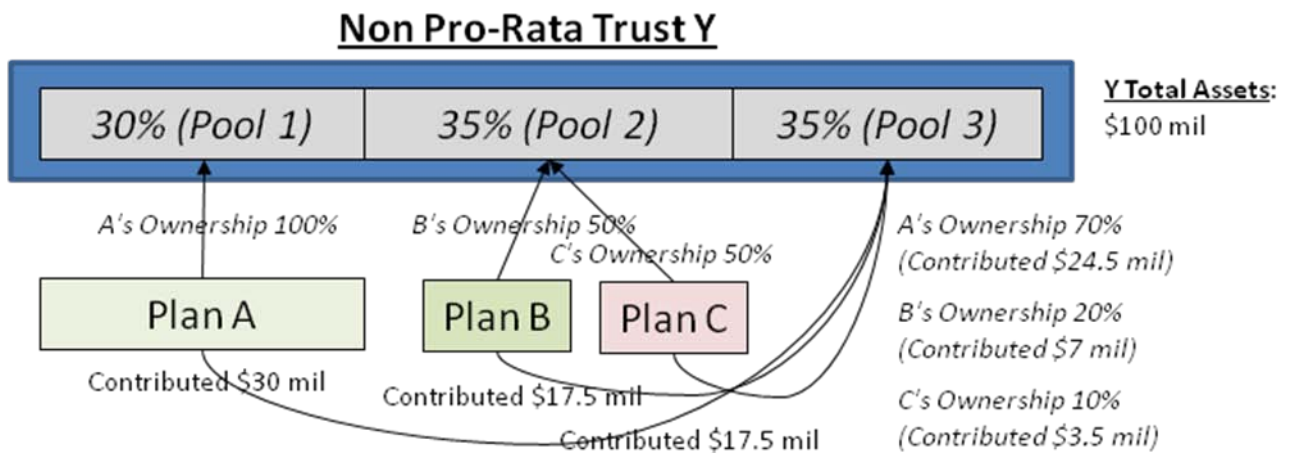 Non Pro-Rata Trust Y
30% (Pool 1)
35% (Pool 2)
35% (Pool 3)
Y Total Assets:
$100 mil
A's Ownership 100%
B's Ownership 50%
C's Ownership 50%
A's Ownership 70%
(Contributed $24.5 mil)
Plan A
Plan B
Plan C
B's Ownership 20%
(Contributed $7 mil)
Contributed $30 mil
Contributed $17.5 mil
Contributed $17.5 mil
C's Ownership 10%
(Contributed $3.5 mil)